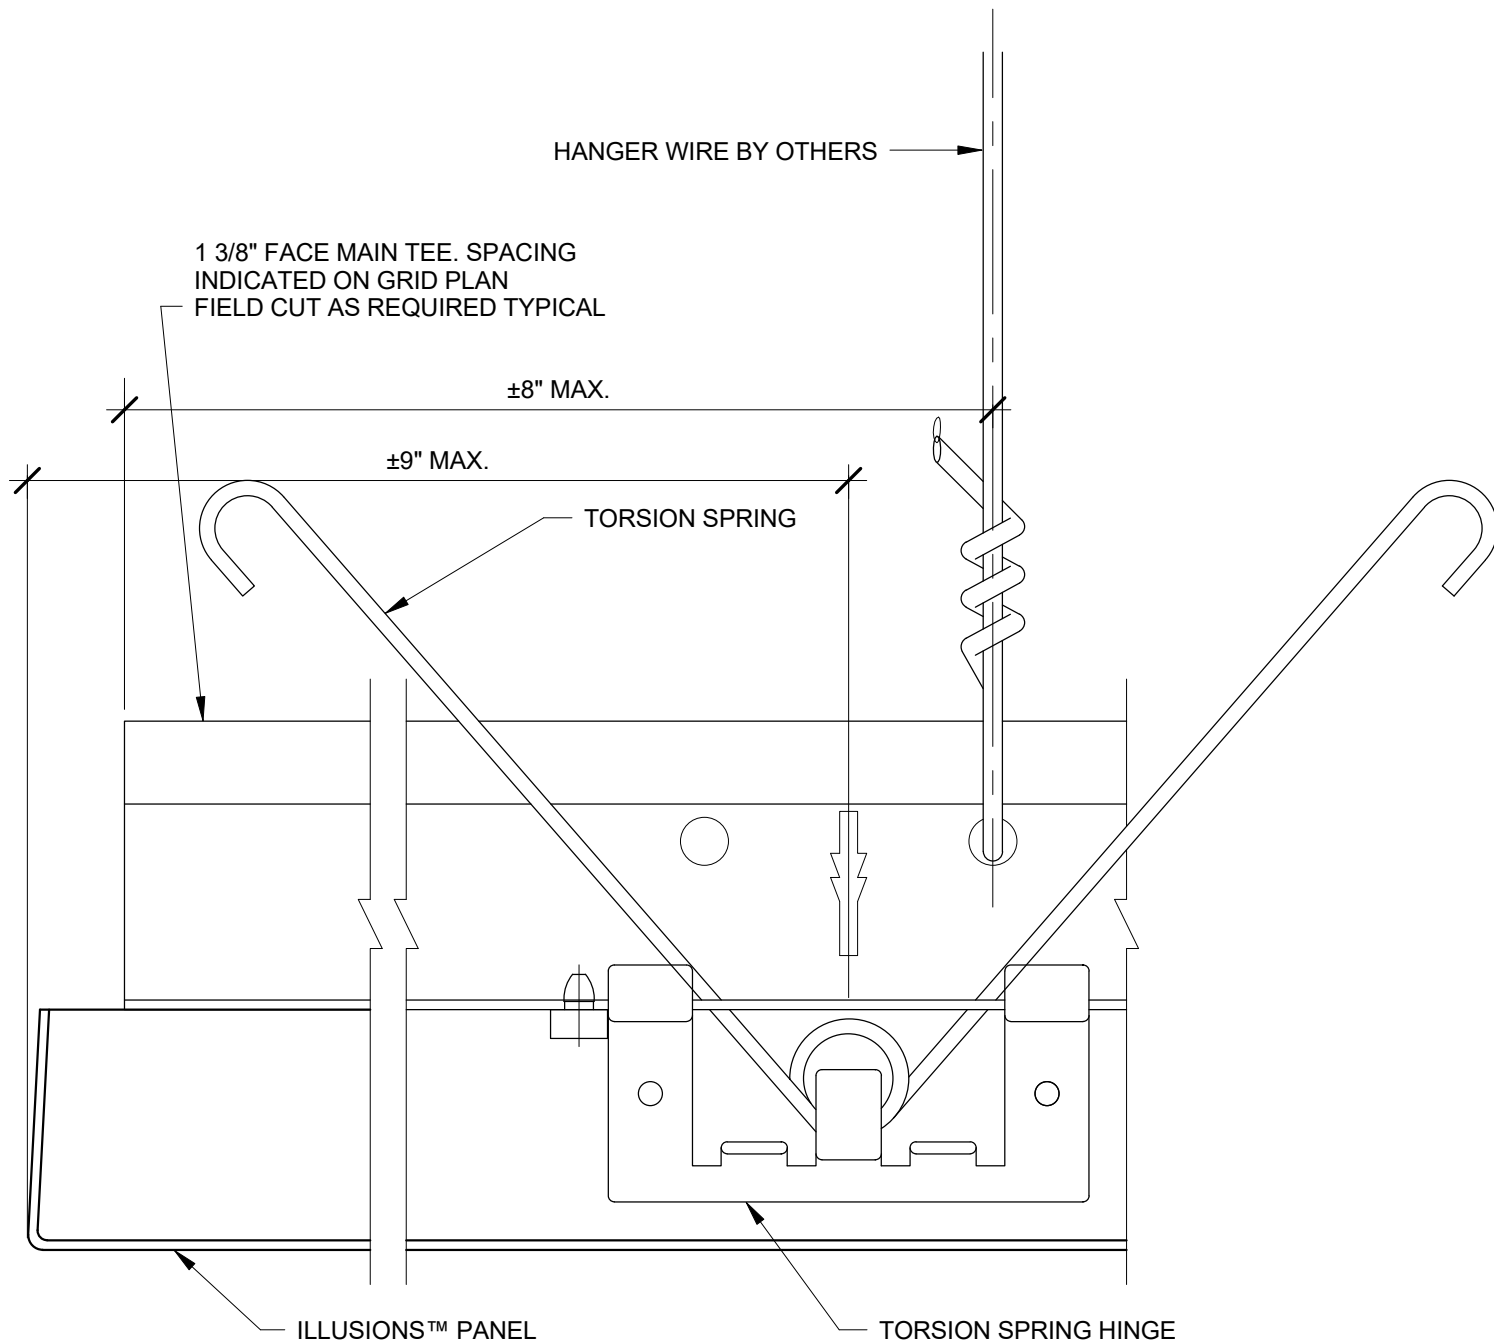 HANGER WIRE BY OTHERS
1 3/8" FACE MAIN TEE. SPACING
INDICATED ON GRID PLAN
FIELD CUT AS REQUIRED TYPICAL
±8" MAX.
±9" MAX.
TORSION SPRING
ILLUSIONS™ PANEL
TORSION SPRING HINGE